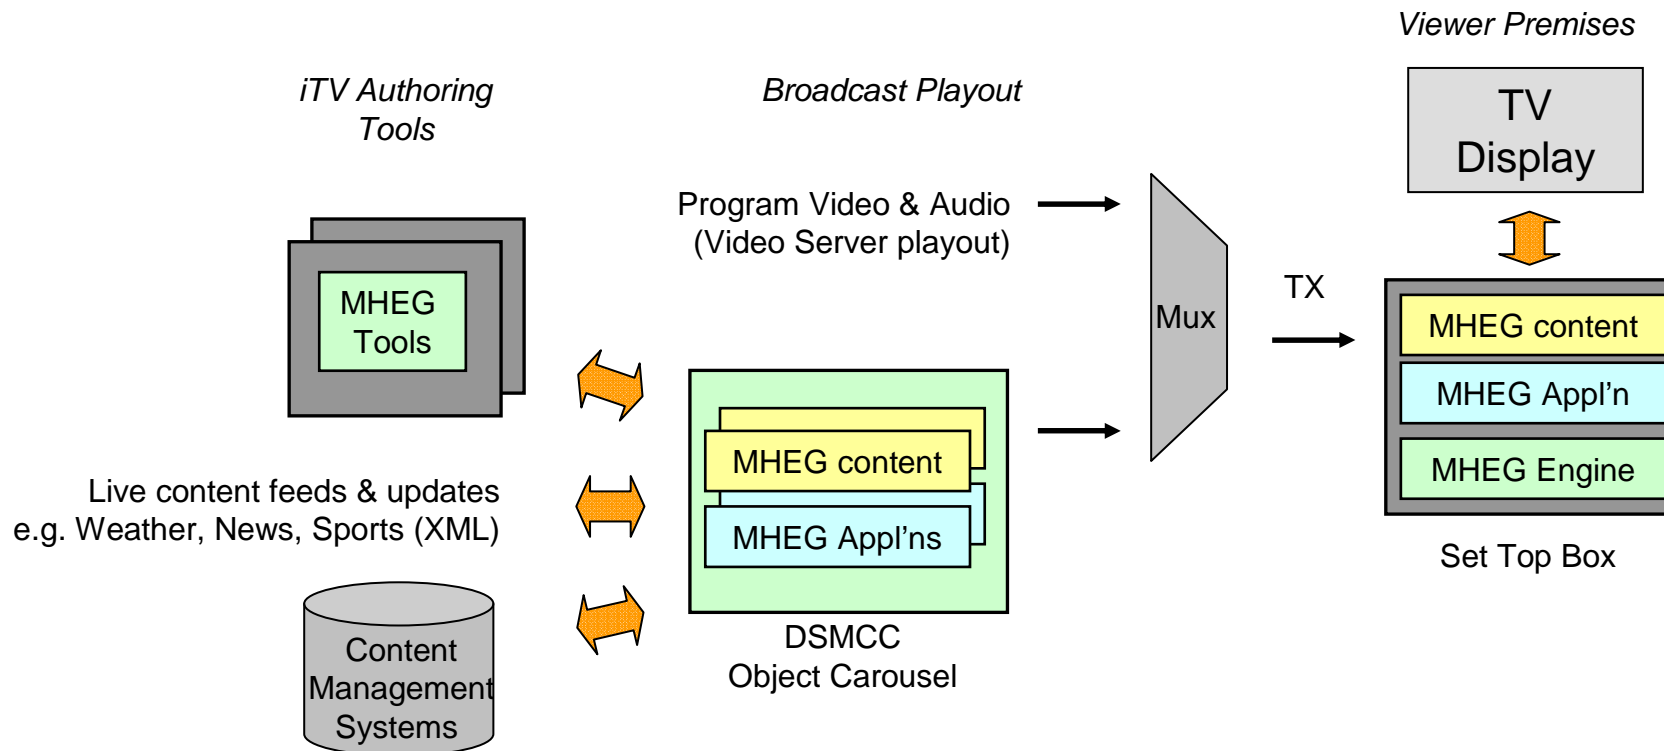 iTV Authoring
Tools
Broadcast Playout
Viewer Premises
MHEG
Tools
Live content feeds & updates
e.g. Weather, News, Sports (XML)
Content
Management
Systems
Program Video & Audio
(Video Server playout)
MHEG content
MHEG Appl'ns
DSMCC
Object Carousel
Mux
TX
TV
Display
MHEG content
MHEG Appl'n
MHEG Engine
Set Top Box